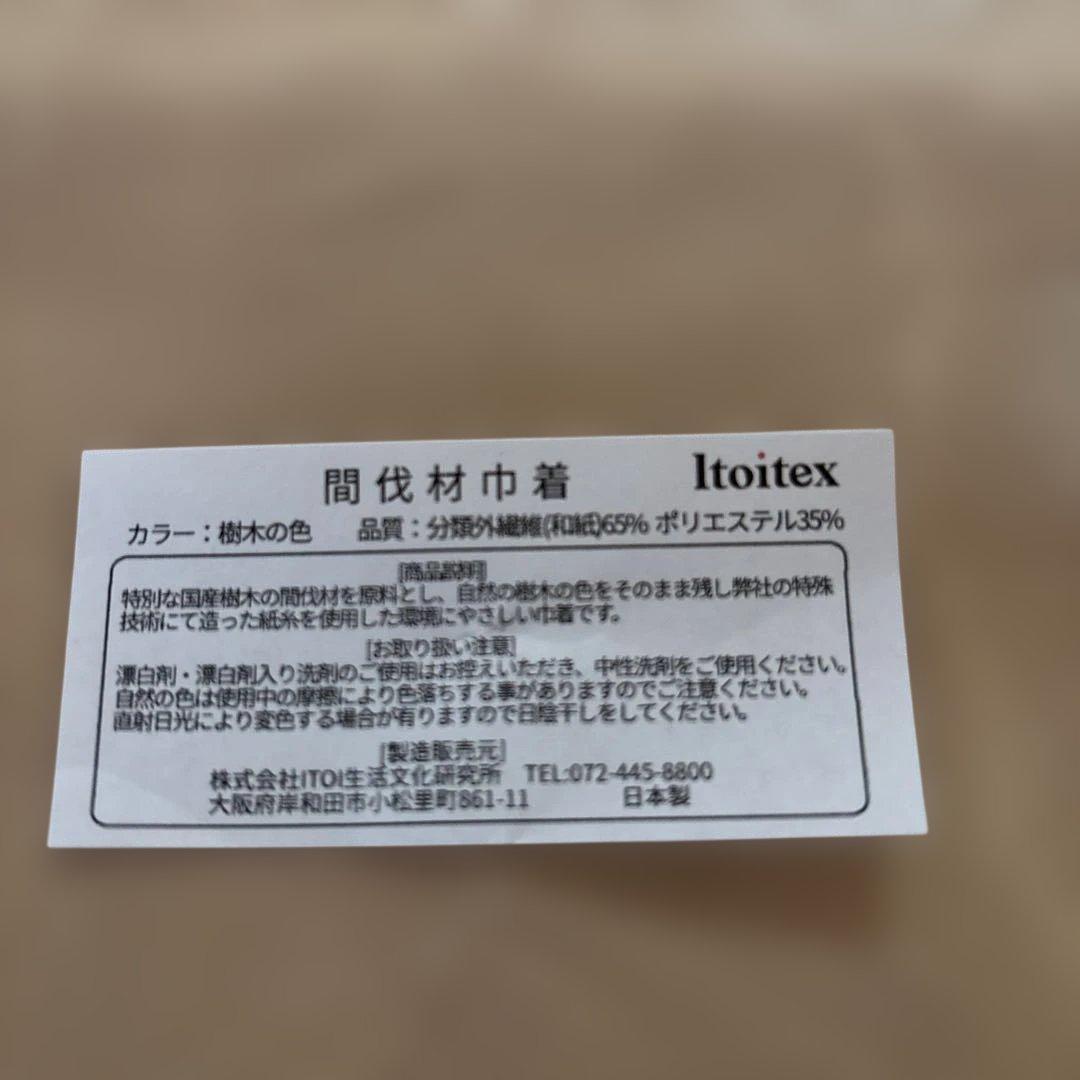 間伐材巾着 Itoitex
カラー：樹木の色 品質：分類外繊維(和紙)65% ポリエステル35%
[商品説明]
特別な国産樹木の間伐材を原料とし、自然の樹木の色をそのまま残し弊社の特殊
技術にて造った紙糸を使用した環境にやさしい巾着です。
[お取り扱い注意]
漂白剤・漂白剤入り洗剤のご使用はお控えいただき、中性洗剤をご使用ください。
自然の色は使用中の摩擦により色落ちする事がありますのでご注意ください。
直射日光により変色する場合が有りますので日陰干しをしてください。
[製造販売元]
株式会社ITOI生活文化研究所 TEL:072-445-8800
大阪府岸和田市小松里町861-11 日本製